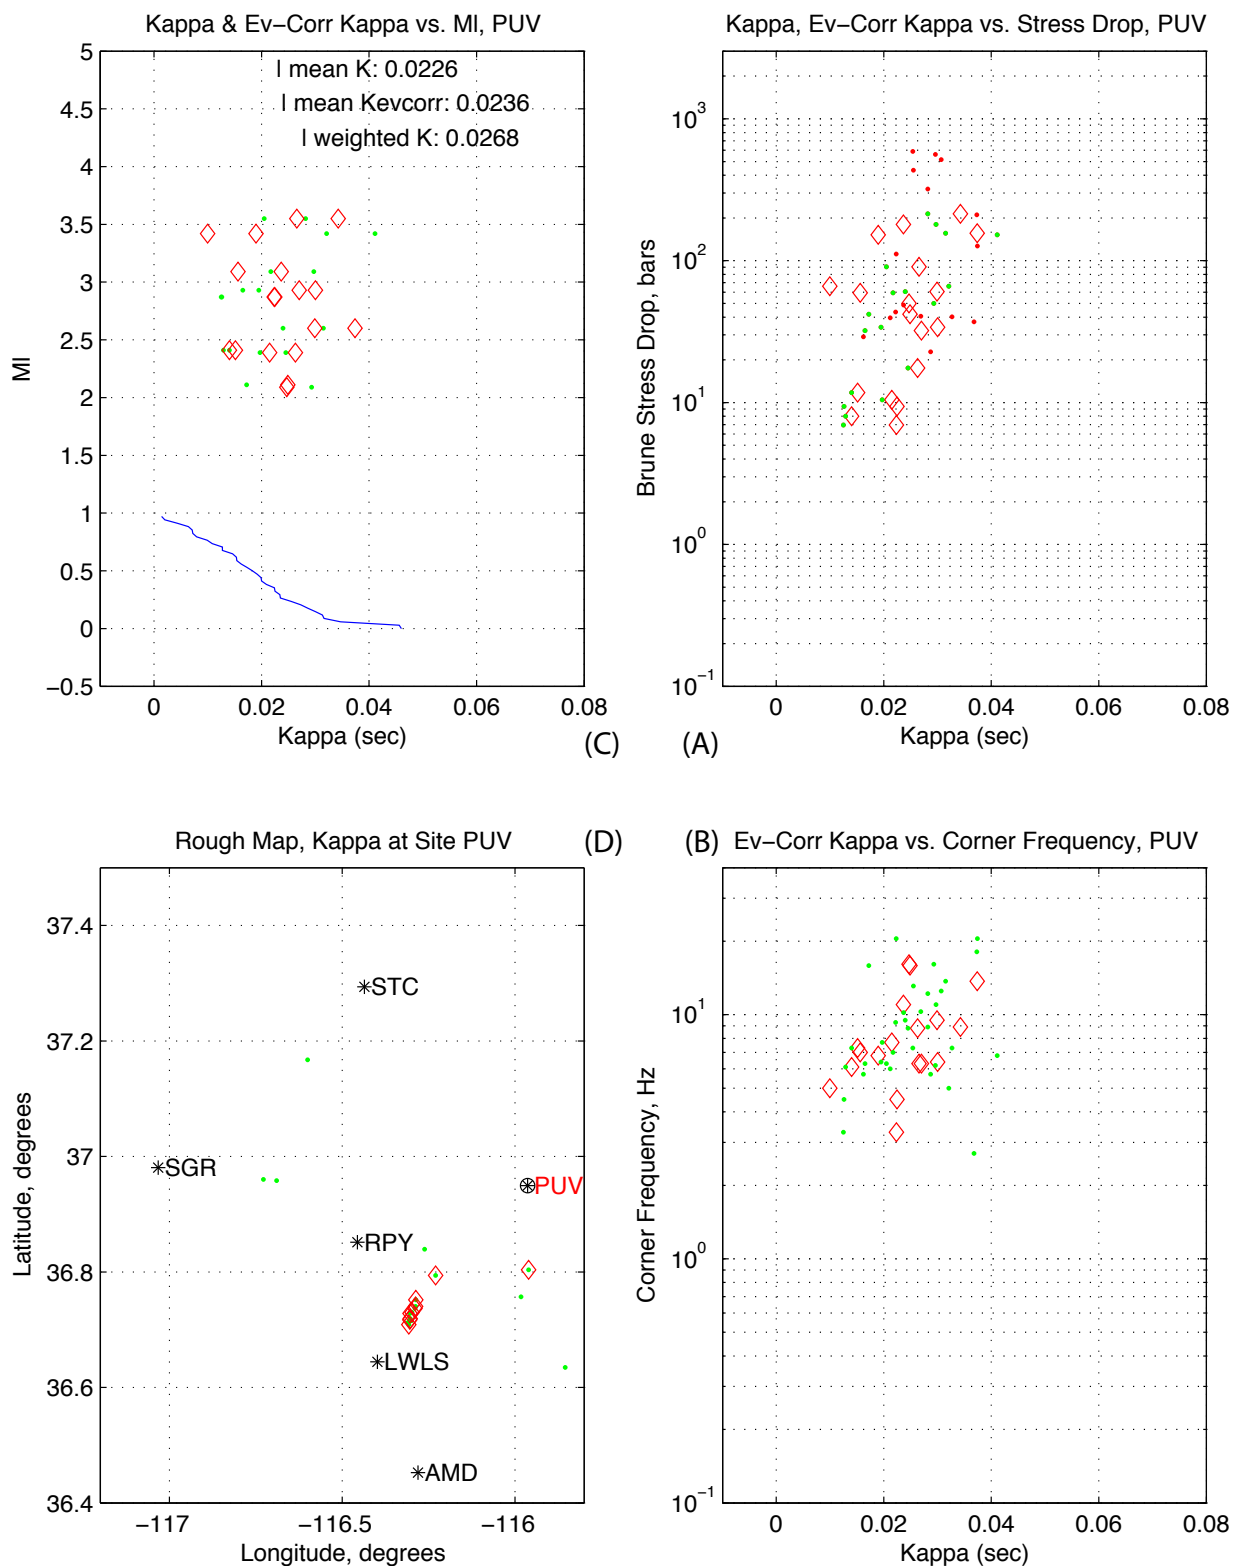 Kappa & Ev−Corr Kappa vs. Ml, PUV
5
4.5
4
3.5
3
2.5
2
1.5
1
0.5
0
−0.5
Ml
l mean K: 0.0226
l mean Kevcorr: 0.0236
l weighted K: 0.0268
0 0.02 0.04 0.06 0.08
Kappa (sec)
(C)
Kappa, Ev−Corr Kappa vs. Stress Drop, PUV
10^3
10^2
10^1
10^0
10^−1
Brune Stress Drop, bars
0 0.02 0.04 0.06 0.08
(A)
Kappa (sec)
Rough Map, Kappa at Site PUV
(D)
37.4
37.2
37
36.8
36.6
36.4
Latitude, degrees
STC
SGR
PUV
RPY
LWLS
AMD
−117 −116.5 −116
Longitude, degrees
(B)
Ev−Corr Kappa vs. Corner Frequency, PUV
10^1
10^0
10^−1
Corner Frequency, Hz
0 0.02 0.04 0.06 0.08
Kappa (sec)